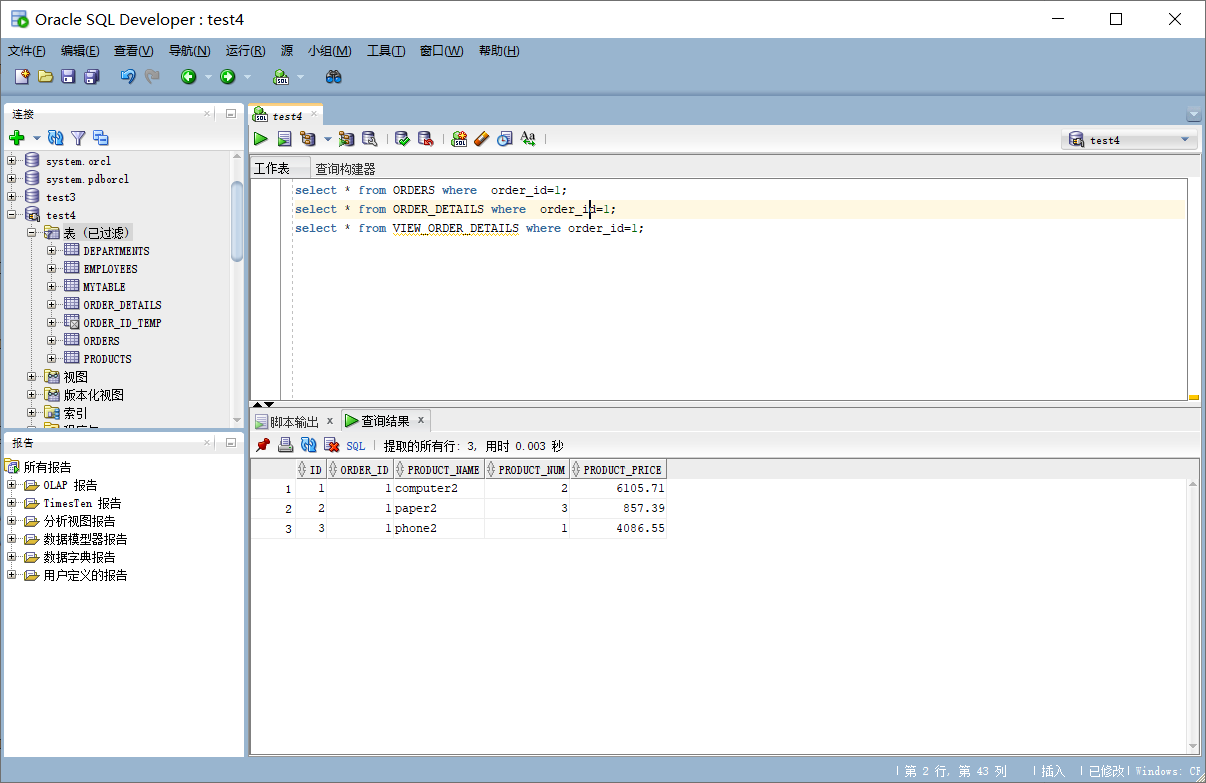 Oracle SQL Developer : test4
文件(F) 编辑(E) 查看(V) 导航(N) 运行(R) 源 小组(M) 工具(T) 窗口(W) 帮助(H)
连接
system.orcl
system.pdborcl
test3
test4
表 (已过滤)
DEPARTMENTS
EMPLOYEES
MYTABLE
ORDER_DETAILS
ORDER_ID_TEMP
ORDERS
PRODUCTS
视图
版本化视图
索引
报告
所有报告
OLAP 报告
TimesTen 报告
分析视图报告
数据模型器报告
数据字典报告
用户定义的报告
test4
test4
工作表 查询构建器
select * from ORDERS where  order_id=1;
select * from ORDER_DETAILS where  order_id=1;
select * from VIEW_ORDER_DETAILS where order_id=1;
脚本输出 x 查询结果 x
SQL 提取的所有行: 3, 用时 0.003 秒
ID ORDER_ID PRODUCT_NAME PRODUCT_NUM PRODUCT_PRICE
1 1 1 computer2 2 6105.71
2 2 1 paper2 3 857.39
3 3 1 phone2 1 4086.55
第 2 行, 第 43 列 插入 已修改 Windows: CF